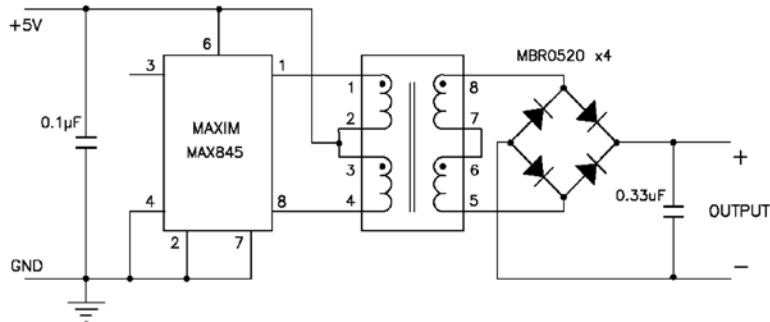 +5V
6
MBR0520 x4
3
1
1
8
0.1µF
MAXIM
MAX845
2
7
+
3
6
4
8
4
5
0.33uF
OUTPUT
2
7
GND
−